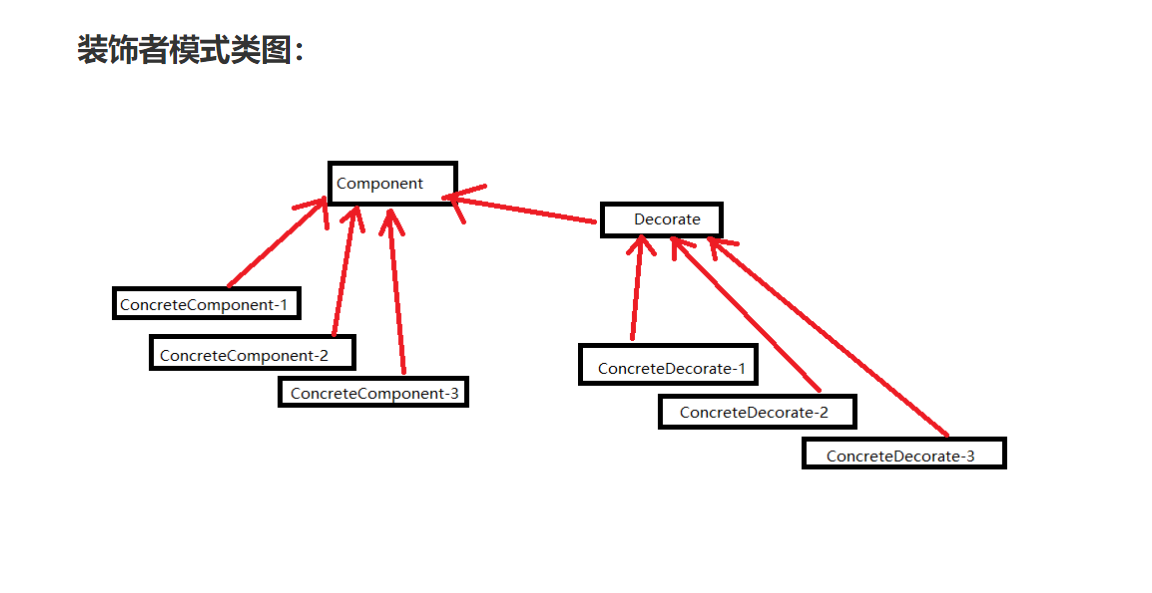 装饰者模式类图：
Component
Decorate
ConcreteComponent-1
ConcreteComponent-2
ConcreteComponent-3
ConcreteDecorate-1
ConcreteDecorate-2
ConcreteDecorate-3